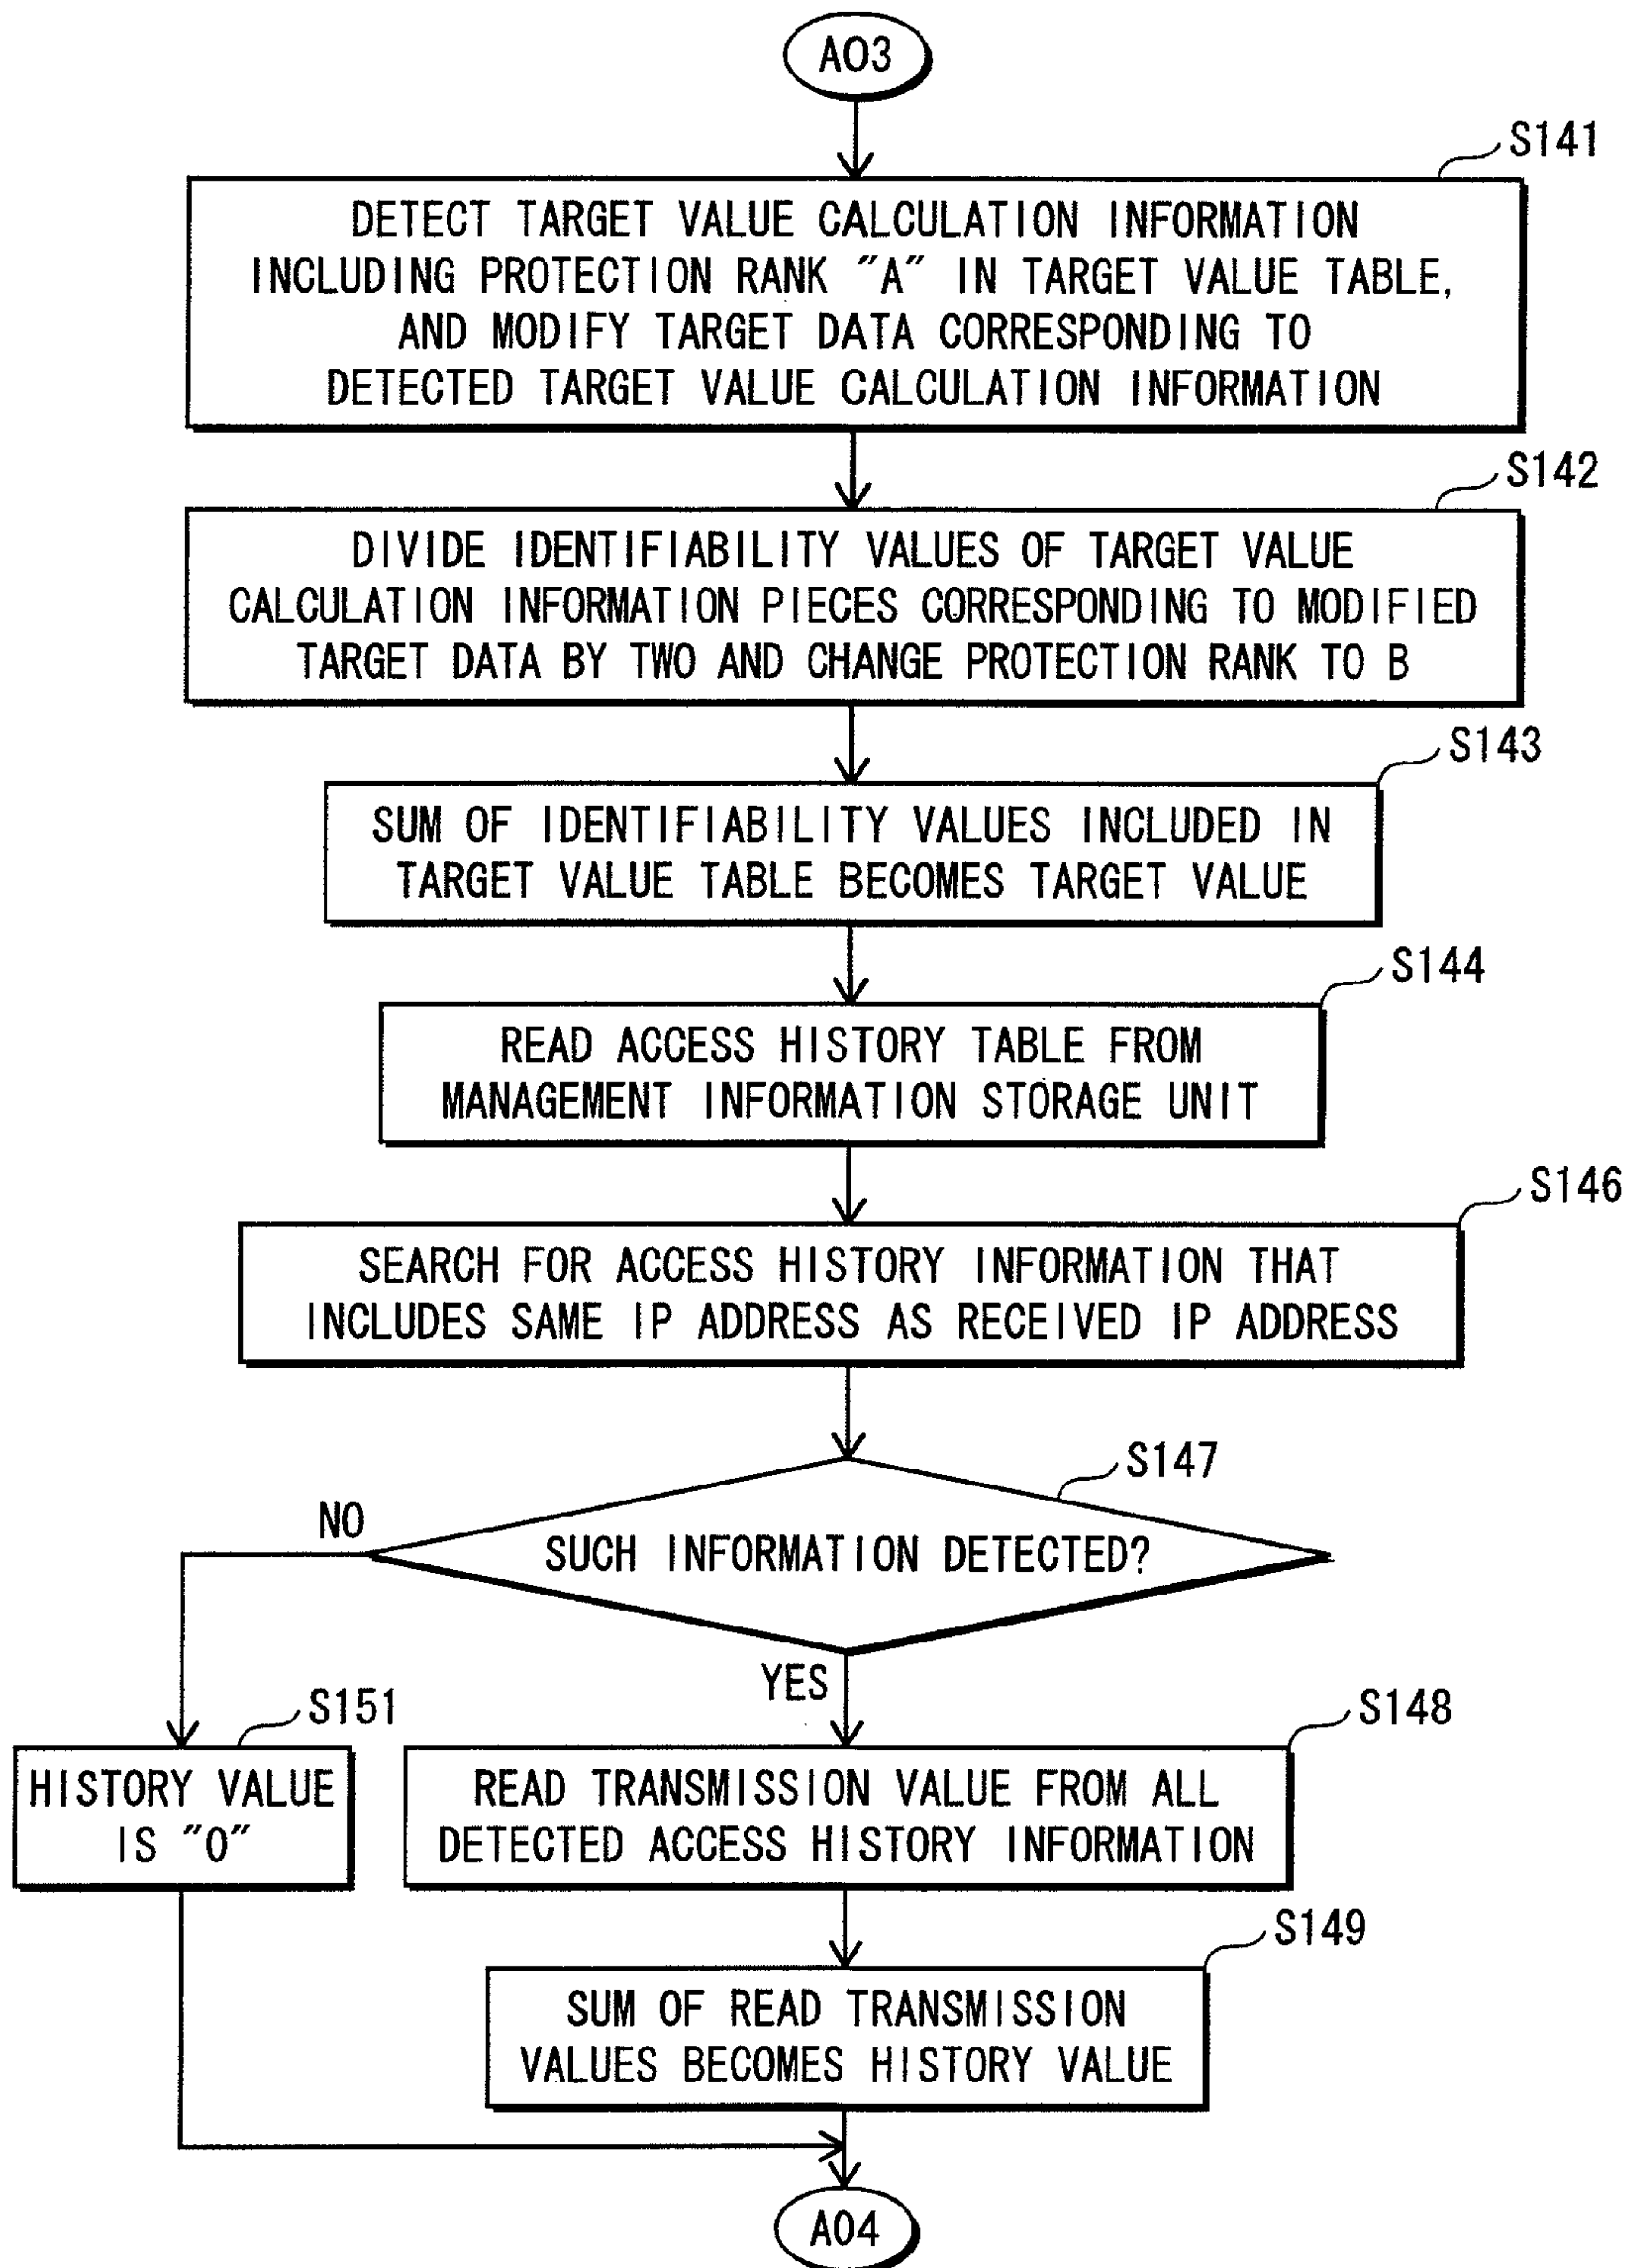 A03
S141
DETECT TARGET VALUE CALCULATION INFORMATION
INCLUDING PROTECTION RANK "A" IN TARGET VALUE TABLE,
AND MODIFY TARGET DATA CORRESPONDING TO
DETECTED TARGET VALUE CALCULATION INFORMATION
S142
DIVIDE IDENTIFIABILITY VALUES OF TARGET VALUE
CALCULATION INFORMATION PIECES CORRESPONDING TO MODIFIED
TARGET DATA BY TWO AND CHANGE PROTECTION RANK TO B
S143
SUM OF IDENTIFIABILITY VALUES INCLUDED IN
TARGET VALUE TABLE BECOMES TARGET VALUE
S144
READ ACCESS HISTORY TABLE FROM
MANAGEMENT INFORMATION STORAGE UNIT
S146
SEARCH FOR ACCESS HISTORY INFORMATION THAT
INCLUDES SAME IP ADDRESS AS RECEIVED IP ADDRESS
S147
NO
SUCH INFORMATION DETECTED?
YES
S151
HISTORY VALUE
IS "0"
S148
READ TRANSMISSION VALUE FROM ALL
DETECTED ACCESS HISTORY INFORMATION
S149
SUM OF READ TRANSMISSION
VALUES BECOMES HISTORY VALUE
A04